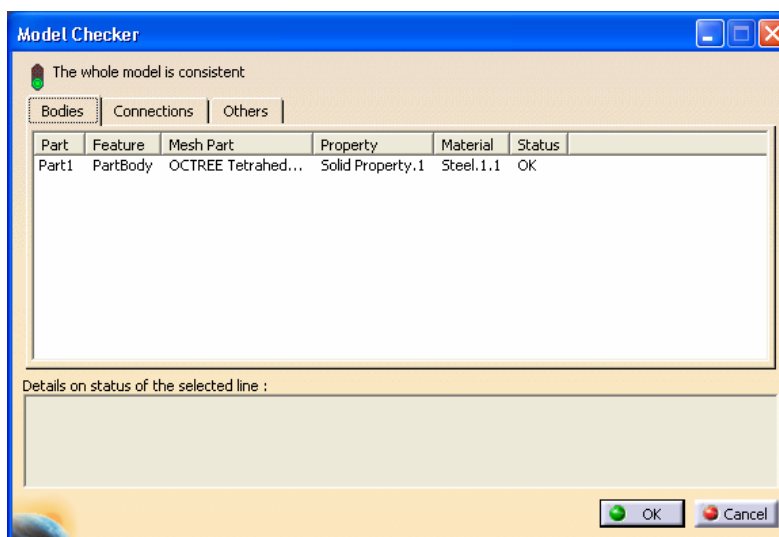 Model Checker
The whole model is consistent
Bodies Connections Others
Part Feature Mesh Part Property Material Status
Part1 PartBody OCTREE Tetrahed... Solid Property.1 Steel.1.1 OK
Details on status of the selected line :
OK Cancel